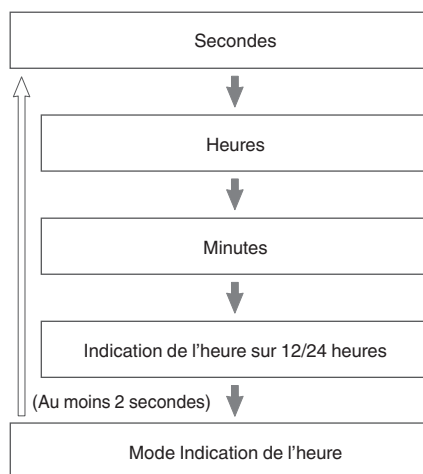 Secondes
Heures
Minutes
Indication de l’heure sur 12/24 heures
(Au moins 2 secondes)
Mode Indication de l’heure